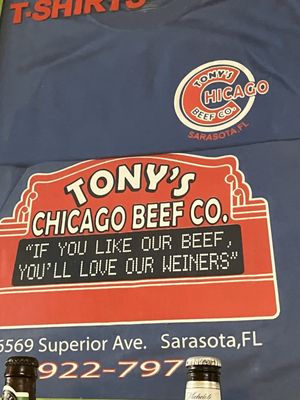 T-SHIRTS
TONY'S
CHICAGO
BEEF CO.
SARASOTA, FL
TONY'S
CHICAGO BEEF CO.
"IF YOU LIKE OUR BEEF,
YOU'LL LOVE OUR WEINERS"
6569 Superior Ave. Sarasota,FL
922-797